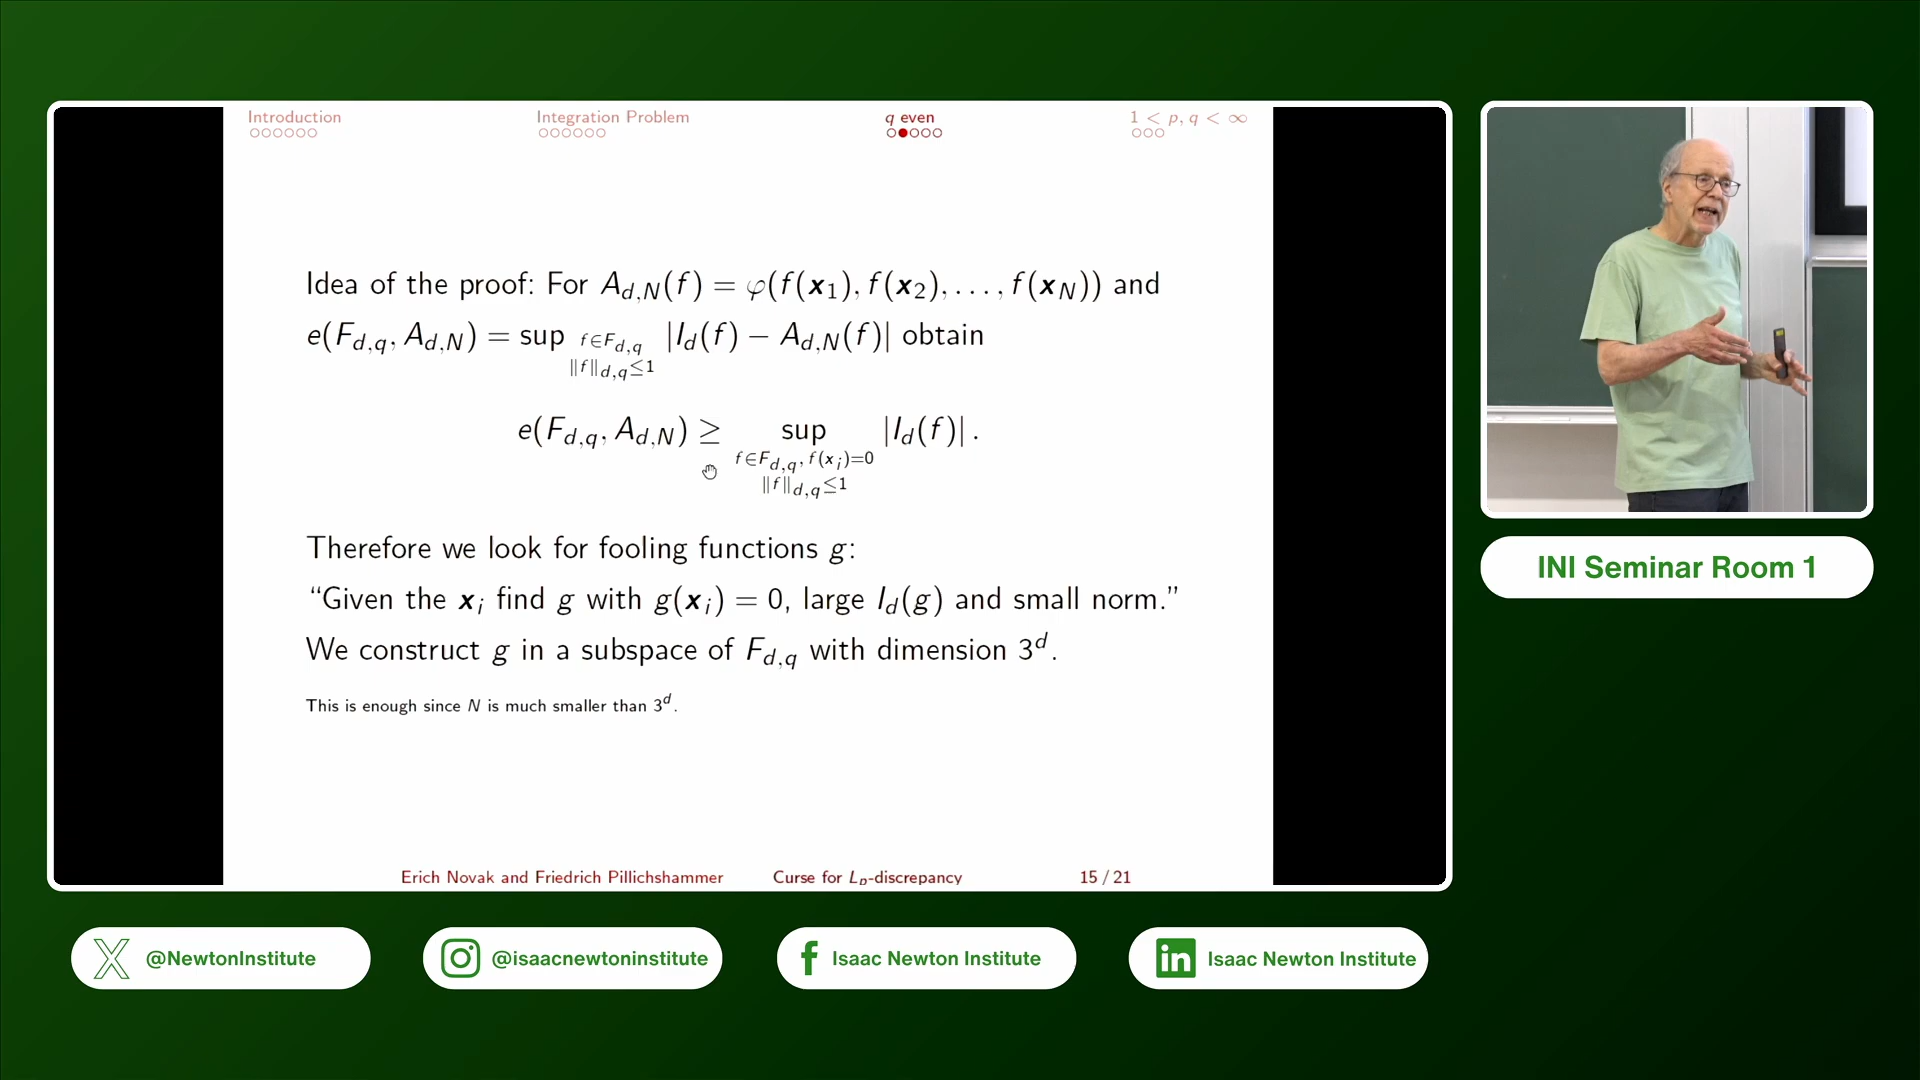 Introduction
Integration Problem
q even
1 < p, q < ∞
Idea of the proof: For A_{d,N}(f) = φ(f(x_1), f(x_2), . . . , f(x_N)) and
e(F_{d,q}, A_{d,N}) = sup_{f∈F_{d,q}, ‖f‖_{d,q}≤1} |I_d(f) − A_{d,N}(f)| obtain
e(F_{d,q}, A_{d,N}) ≥ sup_{f∈F_{d,q}, f(x_i)=0, ‖f‖_{d,q}≤1} |I_d(f)| .
Therefore we look for fooling functions g:
“Given the x_i find g with g(x_i) = 0, large I_d(g) and small norm.”
We construct g in a subspace of F_{d,q} with dimension 3^d.
This is enough since N is much smaller than 3^d.
Erich Novak and Friedrich Pillichshammer
Curse for L_p-discrepancy
15 / 21
INI Seminar Room 1
@NewtonInstitute
@isaacnewtoninstitute
Isaac Newton Institute
Isaac Newton Institute